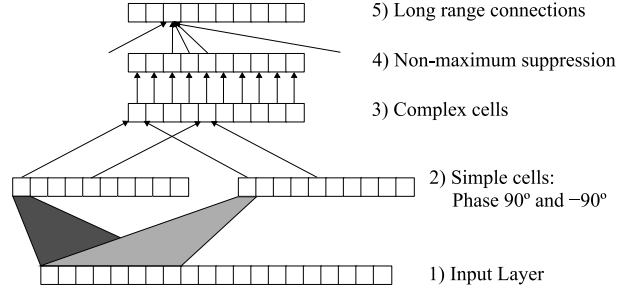 5) Long range connections
4) Non-maximum suppression
3) Complex cells
2) Simple cells:
Phase 90º and −90º
1) Input Layer